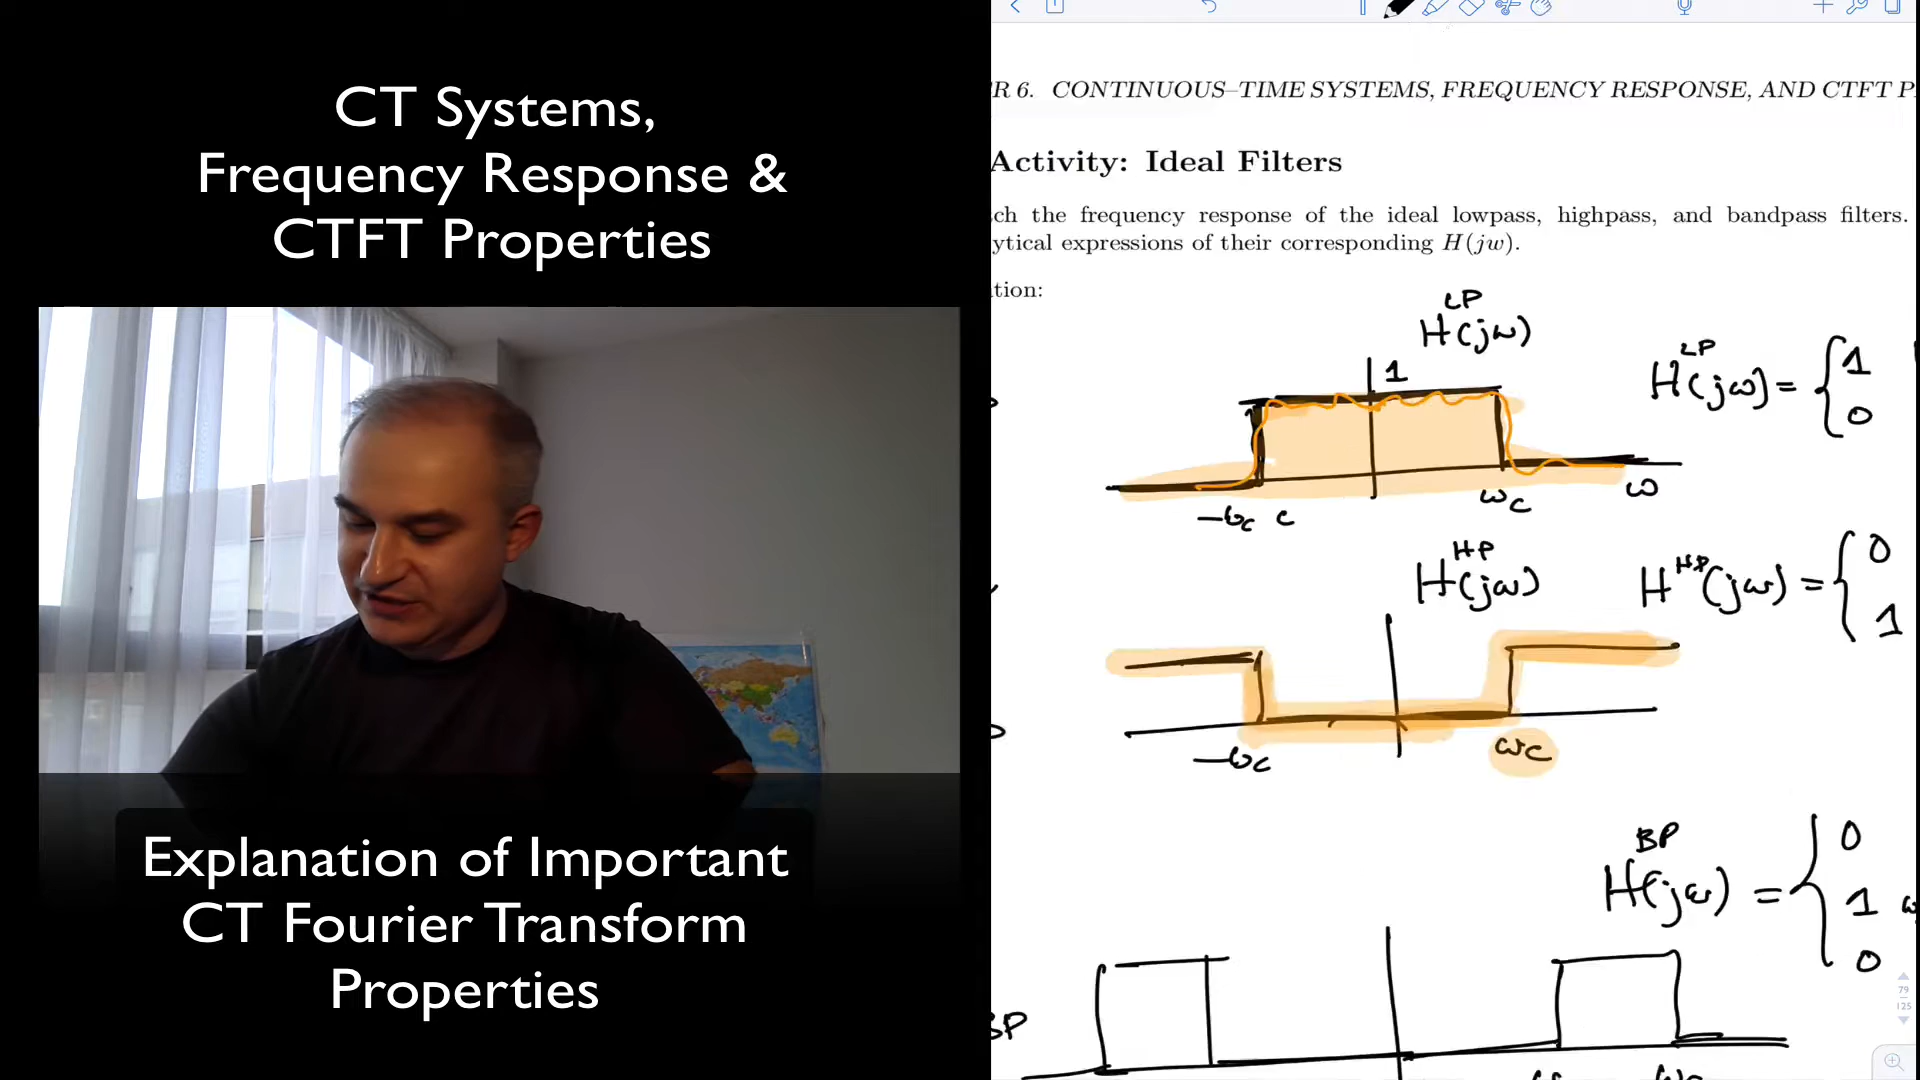 CT Systems,
Frequency Response &
CTFT Properties
Explanation of Important
CT Fourier Transform
Properties
R 6. CONTINUOUS–TIME SYSTEMS, FREQUENCY RESPONSE, AND CTFT P
Activity: Ideal Filters
ch the frequency response of the ideal lowpass, highpass, and bandpass filters.
ytical expressions of their corresponding H(jw).
tion:
LP
H(jω)
1
-ωc c
ωc
ω
LP
H(jω) = { 1
0
HP
H(jω)
-ωc
ωc
H^HP(jω) = { 0
1
BP
H(jω) = { 0
1 ω
0
BP
79
125